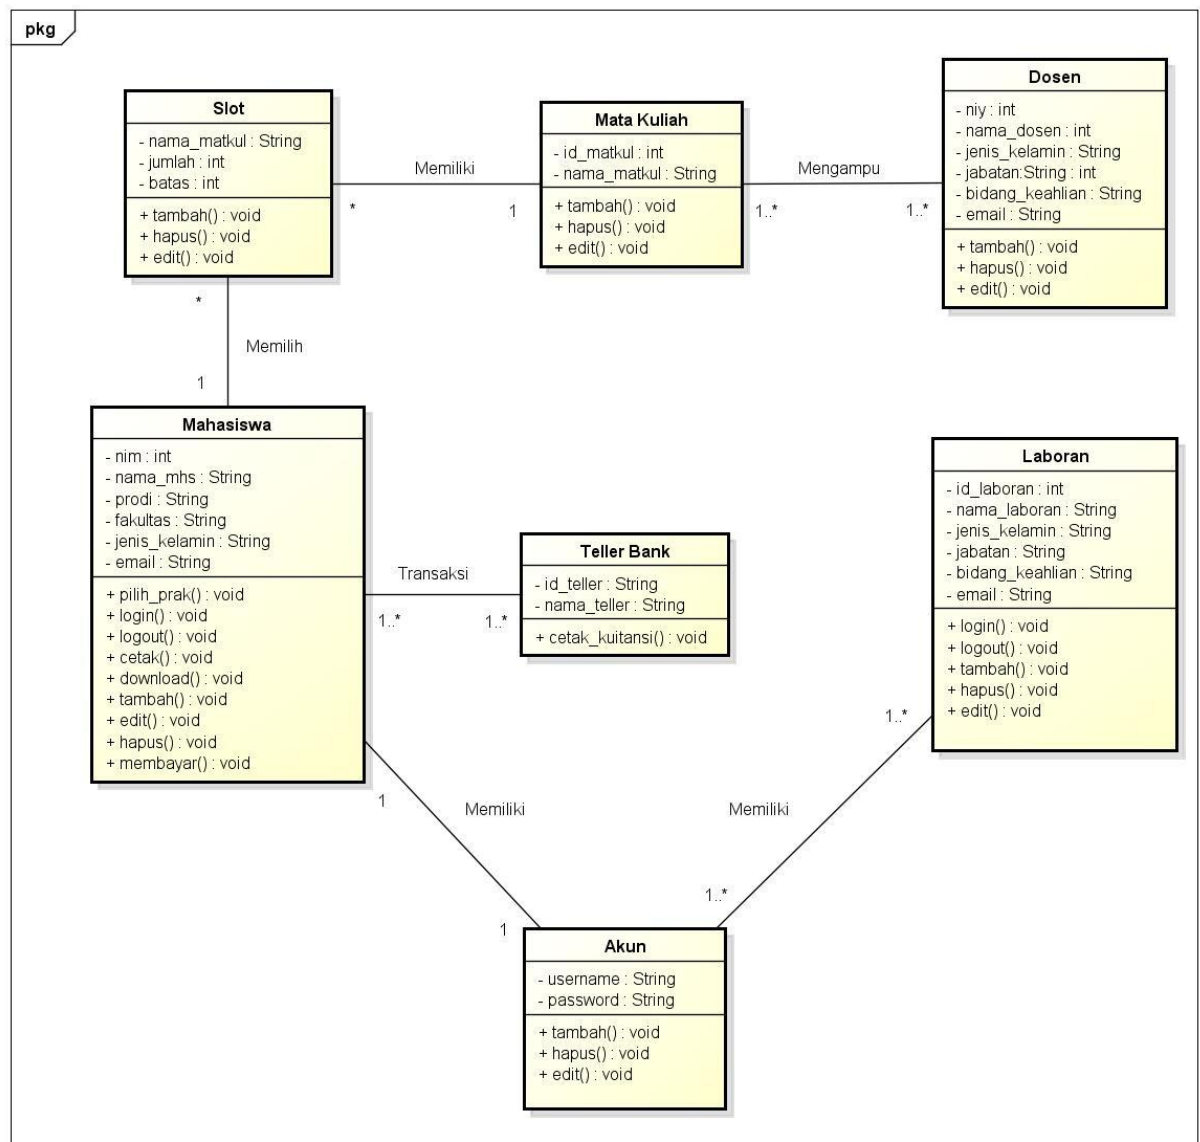 pkg
Slot
- nama_matkul : String
- jumlah : int
- batas : int
+ tambah() : void
+ hapus() : void
+ edit() : void
Memiliki
*
1
Mata Kuliah
- id_matkul : int
- nama_matkul : String
+ tambah() : void
+ hapus() : void
+ edit() : void
Mengampu
1..*
1..*
Dosen
- niy : int
- nama_dosen : int
- jenis_kelamin : String
- jabatan:String : int
- bidang_keahlian : String
- email : String
+ tambah() : void
+ hapus() : void
+ edit() : void
*
Memilih
1
Mahasiswa
- nim : int
- nama_mhs : String
- prodi : String
- fakultas : String
- jenis_kelamin : String
- email : String
+ pilih_prak() : void
+ login() : void
+ logout() : void
+ cetak() : void
+ download() : void
+ tambah() : void
+ edit() : void
+ hapus() : void
+ membayar() : void
Transaksi
1..*
1..*
Teller Bank
- id_teller : String
- nama_teller : String
+ cetak_kuitansi() : void
Laboran
- id_laboran : int
- nama_laboran : String
- jenis_kelamin : String
- jabatan : String
- bidang_keahlian : String
- email : String
+ login() : void
+ logout() : void
+ tambah() : void
+ hapus() : void
+ edit() : void
1
Memiliki
1
1..*
Memiliki
1..*
Akun
- username : String
- password : String
+ tambah() : void
+ hapus() : void
+ edit() : void